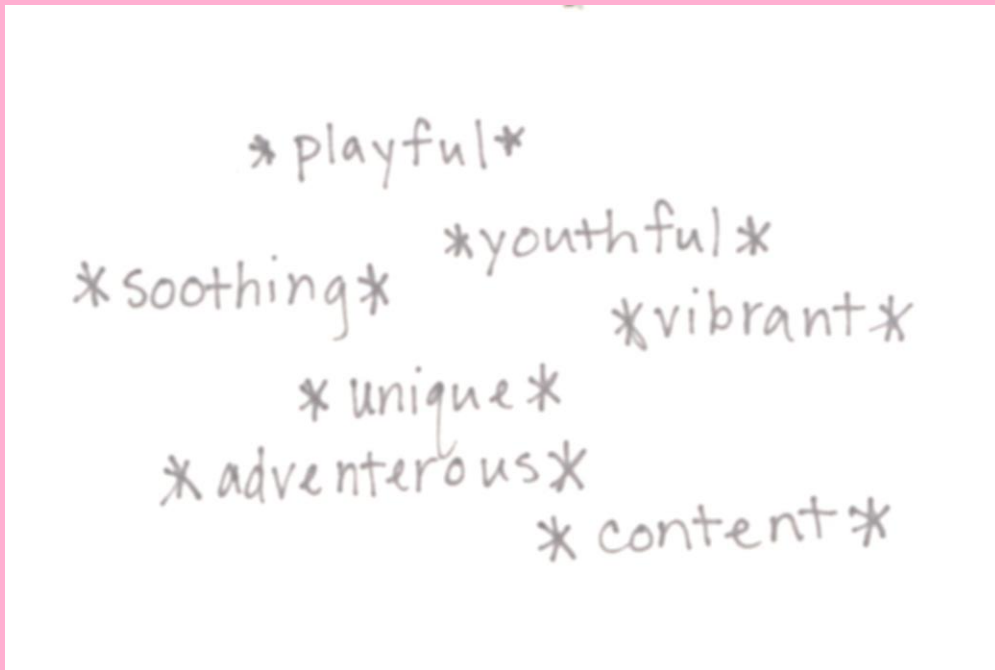 *playful*
*youthful*
*soothing*
*vibrant*
*unique*
*adventerous*
*content*